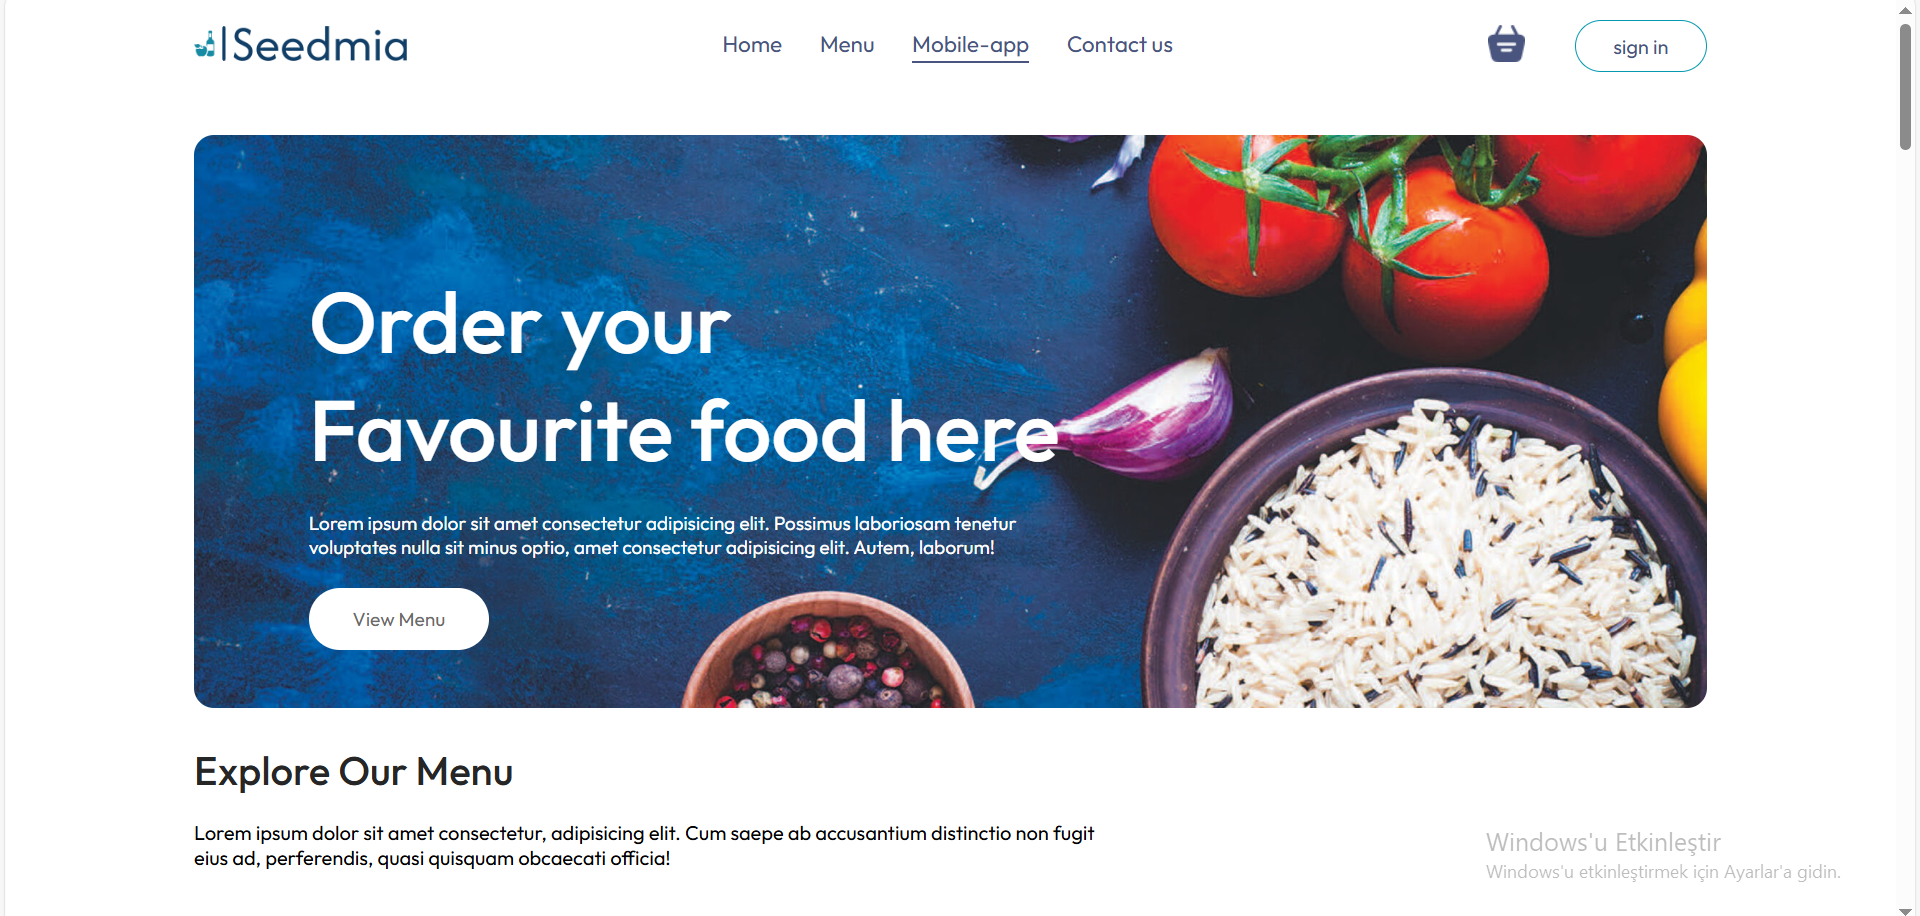 |Seedmia
Home Menu Mobile-app Contact us
sign in
Order your
Favourite food here
Lorem ipsum dolor sit amet consectetur adipisicing elit. Possimus laboriosam tenetur
voluptates nulla sit minus optio, amet consectetur adipisicing elit. Autem, laborum!
View Menu
Explore Our Menu
Lorem ipsum dolor sit amet consectetur, adipisicing elit. Cum saepe ab accusantium distinctio non fugit
eius ad, perferendis, quasi quisquam obcaecati officia!
Windows'u Etkinleştir
Windows'u etkinleştirmek için Ayarlar'a gidin.